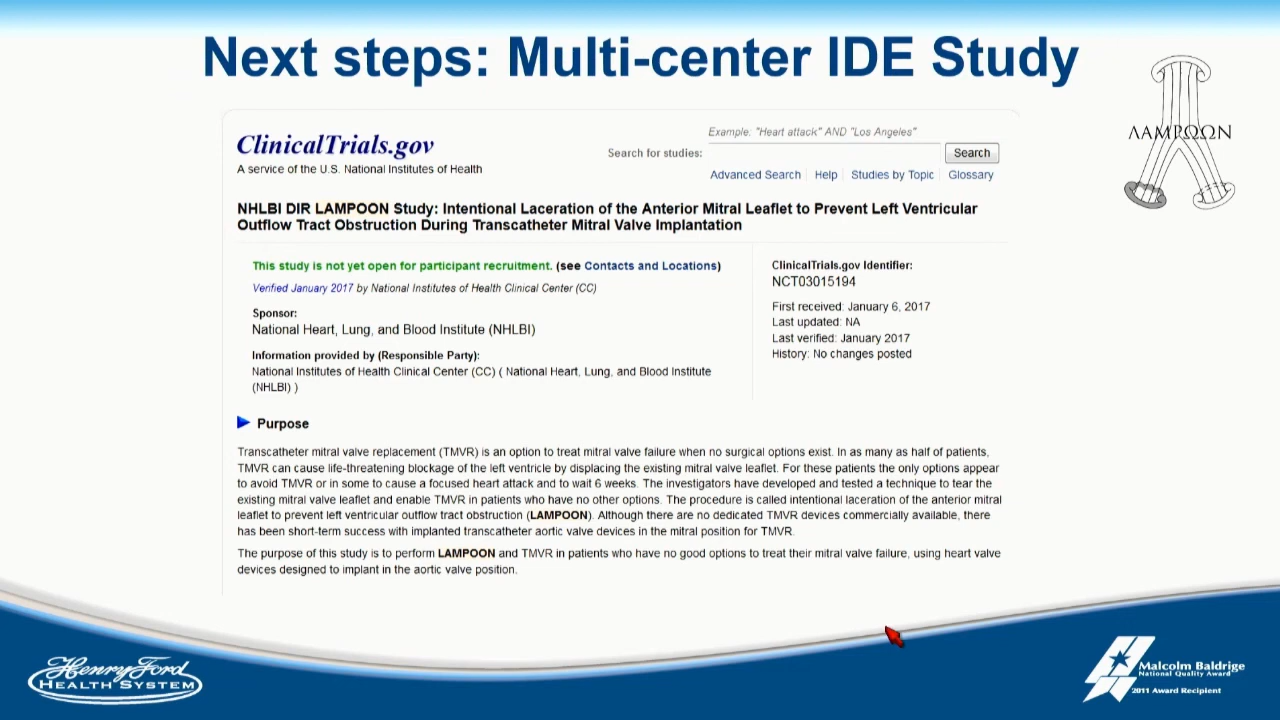 Next steps: Multi-center IDE Study
ΛΑΜΡΩΩΝ
ClinicalTrials.gov
A service of the U.S. National Institutes of Health
Example: "Heart attack" AND "Los Angeles"
Search for studies:
Search
Advanced Search
Help
Studies by Topic
Glossary
NHLBI DIR LAMPOON Study: Intentional Laceration of the Anterior Mitral Leaflet to Prevent Left Ventricular
Outflow Tract Obstruction During Transcatheter Mitral Valve Implantation
This study is not yet open for participant recruitment. (see Contacts and Locations)
Verified January 2017 by National Institutes of Health Clinical Center (CC)
Sponsor:
National Heart, Lung, and Blood Institute (NHLBI)
Information provided by (Responsible Party):
National Institutes of Health Clinical Center (CC) ( National Heart, Lung, and Blood Institute
(NHLBI) )
ClinicalTrials.gov Identifier:
NCT03015194
First received: January 6, 2017
Last updated: NA
Last verified: January 2017
History: No changes posted
Purpose
Transcatheter mitral valve replacement (TMVR) is an option to treat mitral valve failure when no surgical options exist. In as many as half of patients,
TMVR can cause life-threatening blockage of the left ventricle by displacing the existing mitral valve leaflet. For these patients the only options appear
to avoid TMVR or in some to cause a focused heart attack and to wait 6 weeks. The investigators have developed and tested a technique to tear the
existing mitral valve leaflet and enable TMVR in patients who have no other options. The procedure is called intentional laceration of the anterior mitral
leaflet to prevent left ventricular outflow tract obstruction (LAMPOON). Although there are no dedicated TMVR devices commercially available, there
has been short-term success with implanted transcatheter aortic valve devices in the mitral position for TMVR.
The purpose of this study is to perform LAMPOON and TMVR in patients who have no good options to treat their mitral valve failure, using heart valve
devices designed to implant in the aortic valve position.
Henry Ford
HEALTH SYSTEM
Malcolm Baldrige
National Quality Award
2011 Award Recipient